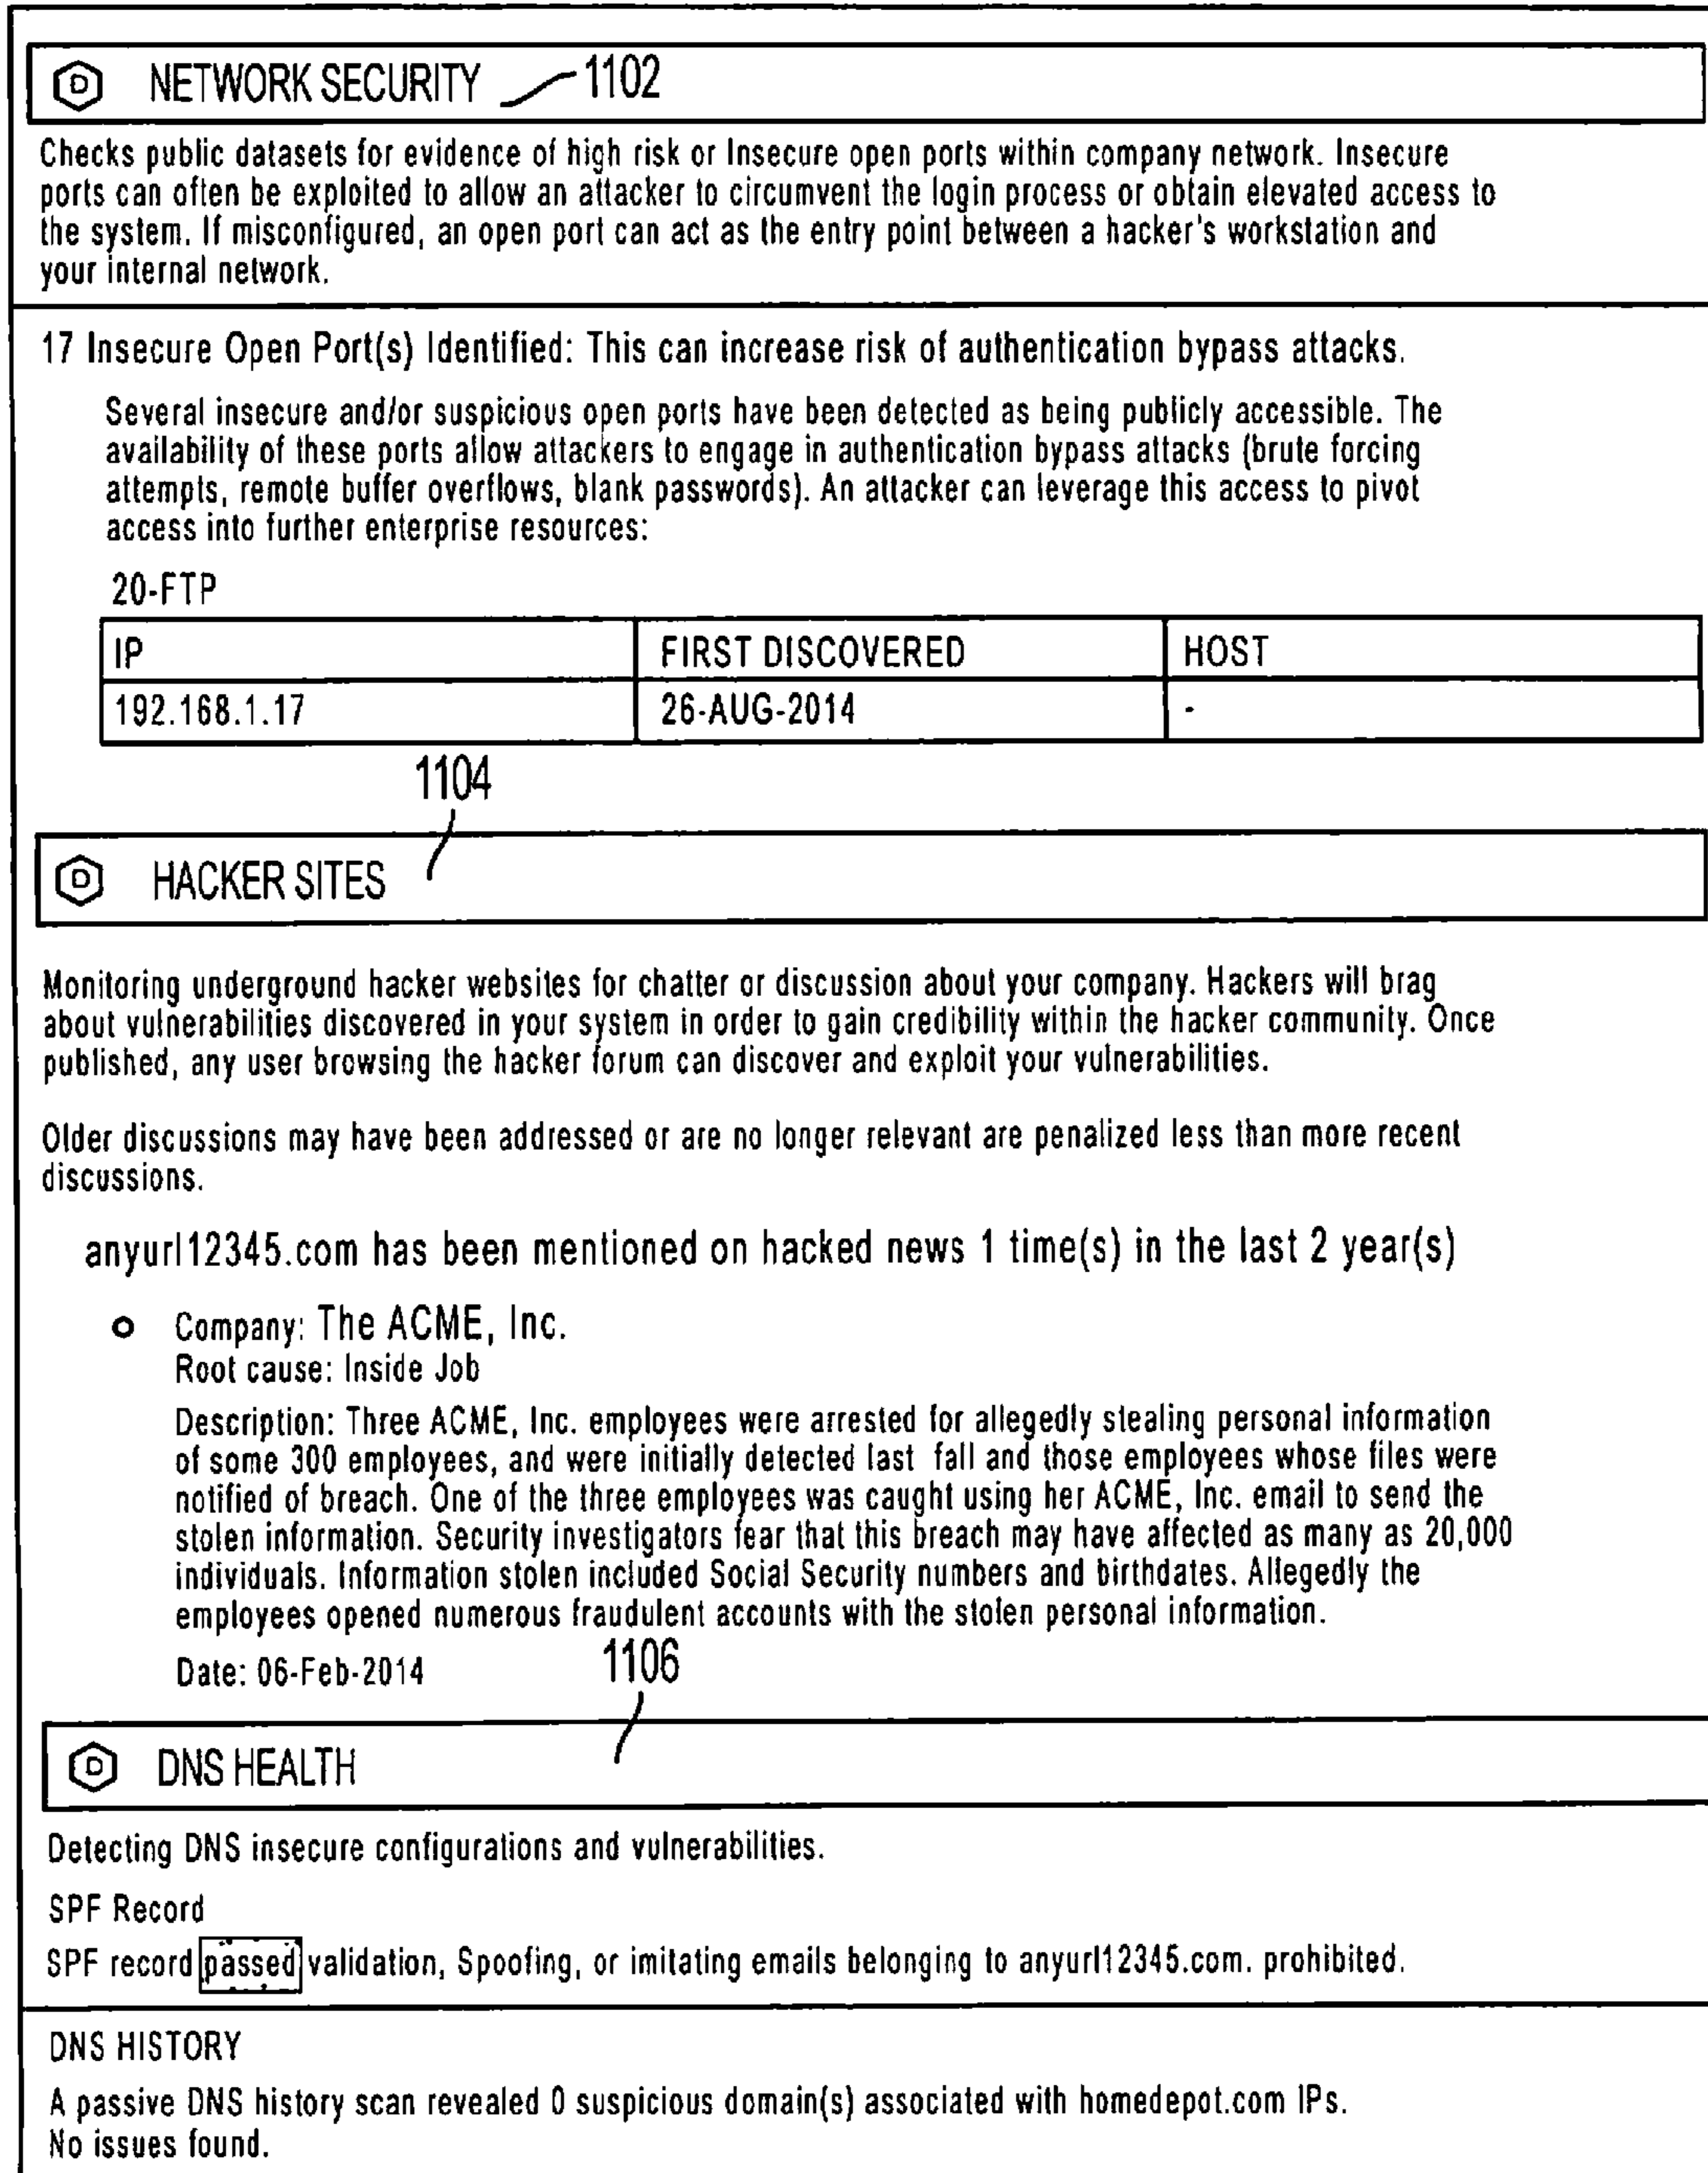 D NETWORK SECURITY 1102
Checks public datasets for evidence of high risk or Insecure open ports within company network. Insecure
ports can often be exploited to allow an attacker to circumvent the login process or obtain elevated access to
the system. If misconfigured, an open port can act as the entry point between a hacker's workstation and
your internal network.
17 Insecure Open Port(s) Identified: This can increase risk of authentication bypass attacks.
Several insecure and/or suspicious open ports have been detected as being publicly accessible. The
availability of these ports allow attackers to engage in authentication bypass attacks (brute forcing
attempts, remote buffer overflows, blank passwords). An attacker can leverage this access to pivot
access into further enterprise resources:
20-FTP
IP FIRST DISCOVERED HOST
192.168.1.17 26-AUG-2014 -
1104
D HACKER SITES
Monitoring underground hacker websites for chatter or discussion about your company. Hackers will brag
about vulnerabilities discovered in your system in order to gain credibility within the hacker community. Once
published, any user browsing the hacker forum can discover and exploit your vulnerabilities.
Older discussions may have been addressed or are no longer relevant are penalized less than more recent
discussions.
anyurl12345.com has been mentioned on hacked news 1 time(s) in the last 2 year(s)
Company: The ACME, Inc.
Root cause: Inside Job
Description: Three ACME, Inc. employees were arrested for allegedly stealing personal information
of some 300 employees, and were initially detected last fall and those employees whose files were
notified of breach. One of the three employees was caught using her ACME, Inc. email to send the
stolen information. Security investigators fear that this breach may have affected as many as 20,000
individuals. Information stolen included Social Security numbers and birthdates. Allegedly the
employees opened numerous fraudulent accounts with the stolen personal information.
Date: 06-Feb-2014
1106
D DNS HEALTH
Detecting DNS insecure configurations and vulnerabilities.
SPF Record
SPF record passed validation, Spoofing, or imitating emails belonging to anyurl12345.com. prohibited.
DNS HISTORY
A passive DNS history scan revealed 0 suspicious domain(s) associated with homedepot.com IPs.
No issues found.